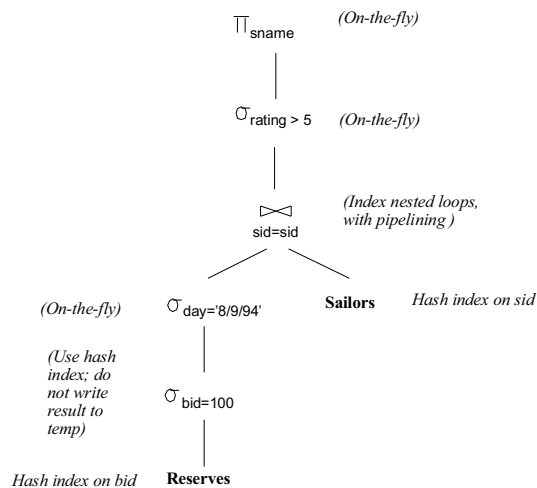 π sname (On-the-fly)
σ rating > 5 (On-the-fly)
⋈ sid=sid
(Index nested loops,
with pipelining )
σ day='8/9/94' (On-the-fly)
Sailors Hash index on sid
(Use hash
index; do
not write
result to
temp)
σ bid=100
Hash index on bid Reserves